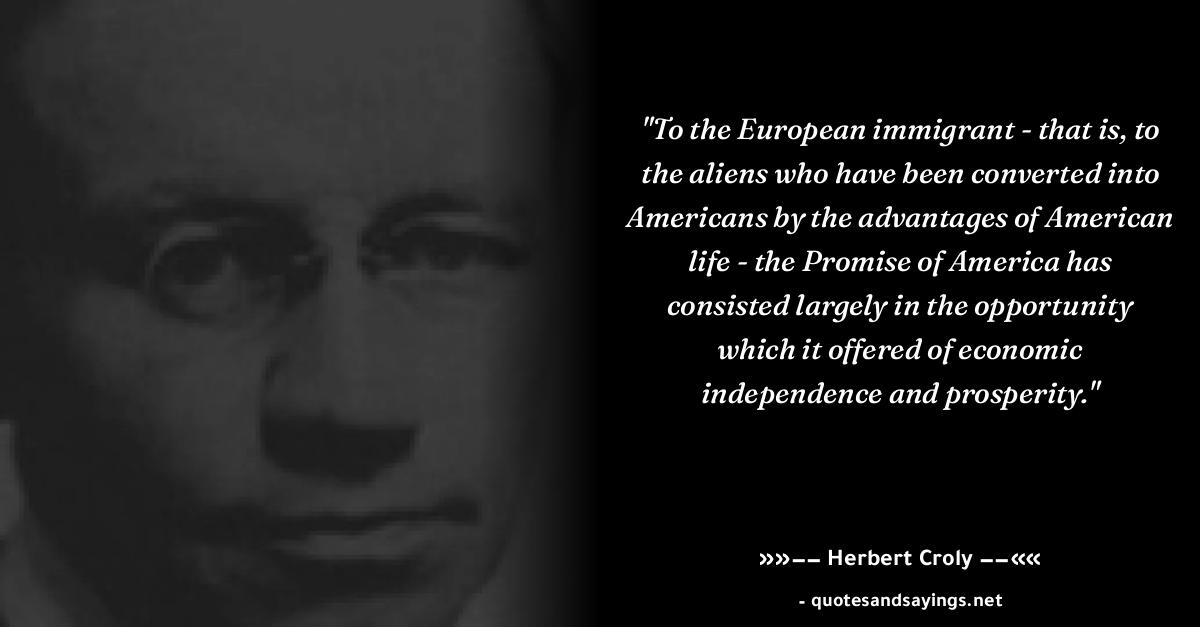 "To the European immigrant - that is, to
the aliens who have been converted into
Americans by the advantages of American
life - the Promise of America has
consisted largely in the opportunity
which it offered of economic
independence and prosperity."
»»–– Herbert Croly ––««
- quotesandsayings.net